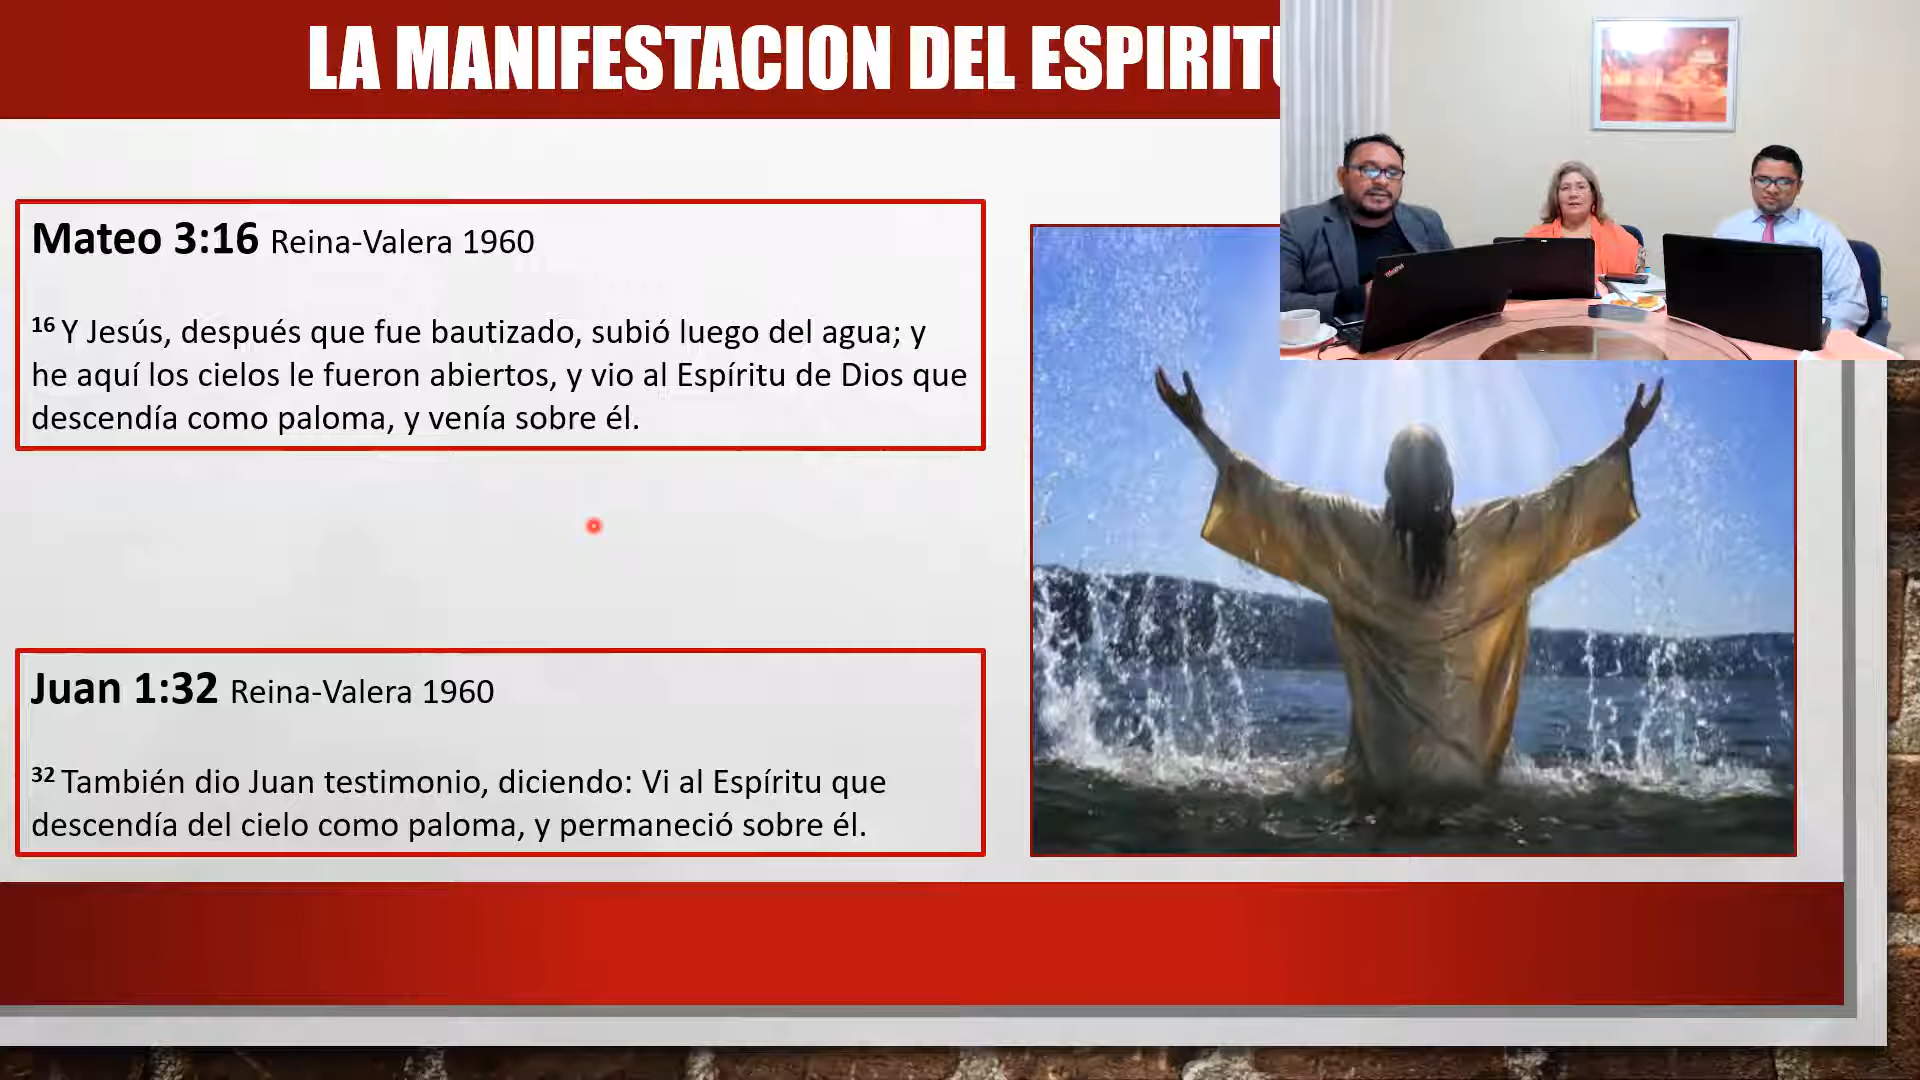 LA MANIFESTACION DEL ESPIRITU
Mateo 3:16 Reina-Valera 1960
16 Y Jesús, después que fue bautizado, subió luego del agua; y
he aquí los cielos le fueron abiertos, y vio al Espíritu de Dios que
descendía como paloma, y venía sobre él.
Juan 1:32 Reina-Valera 1960
32 También dio Juan testimonio, diciendo: Vi al Espíritu que
descendía del cielo como paloma, y permaneció sobre él.
ThinkPad